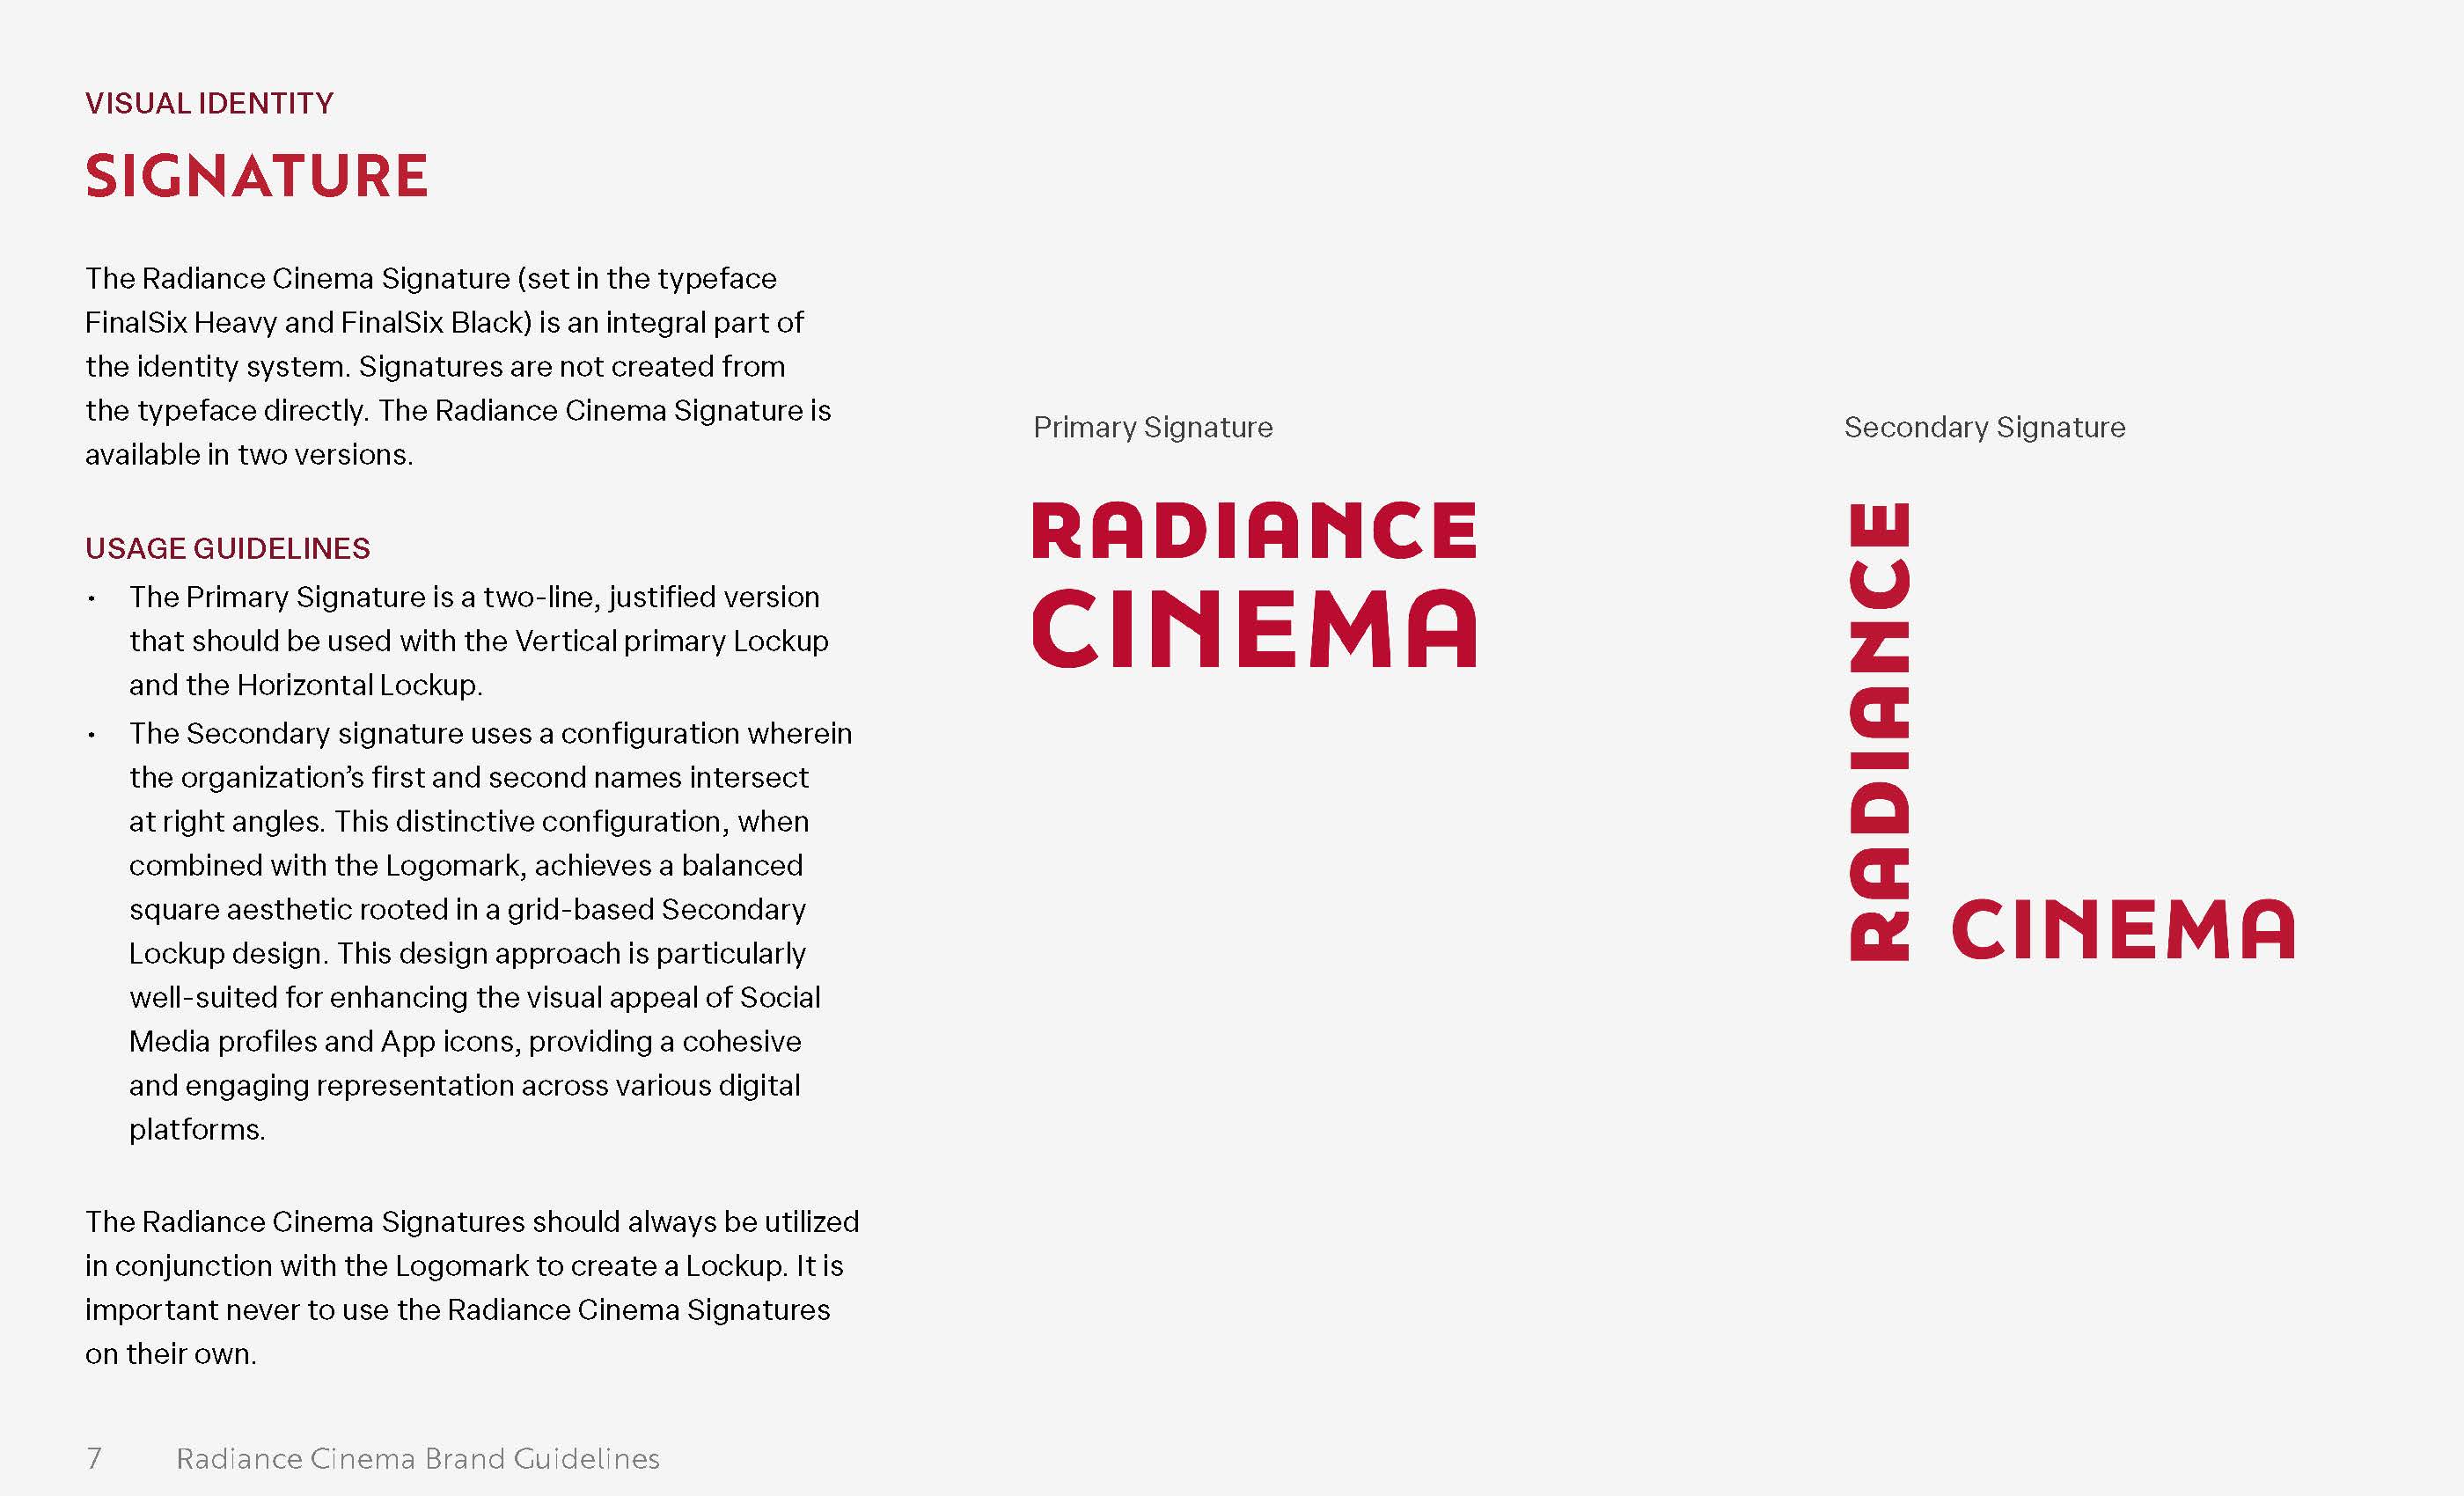 VISUAL IDENTITY
SIGNATURE
The Radiance Cinema Signature (set in the typeface
FinalSix Heavy and FinalSix Black) is an integral part of
the identity system. Signatures are not created from
the typeface directly. The Radiance Cinema Signature is
available in two versions.
USAGE GUIDELINES
• The Primary Signature is a two-line, justified version
that should be used with the Vertical primary Lockup
and the Horizontal Lockup.
• The Secondary signature uses a configuration wherein
the organization’s first and second names intersect
at right angles. This distinctive configuration, when
combined with the Logomark, achieves a balanced
square aesthetic rooted in a grid-based Secondary
Lockup design. This design approach is particularly
well-suited for enhancing the visual appeal of Social
Media profiles and App icons, providing a cohesive
and engaging representation across various digital
platforms.
The Radiance Cinema Signatures should always be utilized
in conjunction with the Logomark to create a Lockup. It is
important never to use the Radiance Cinema Signatures
on their own.
Primary Signature
RADIANCE
CINEMA
Secondary Signature
RADIANCE
CINEMA
7 Radiance Cinema Brand Guidelines